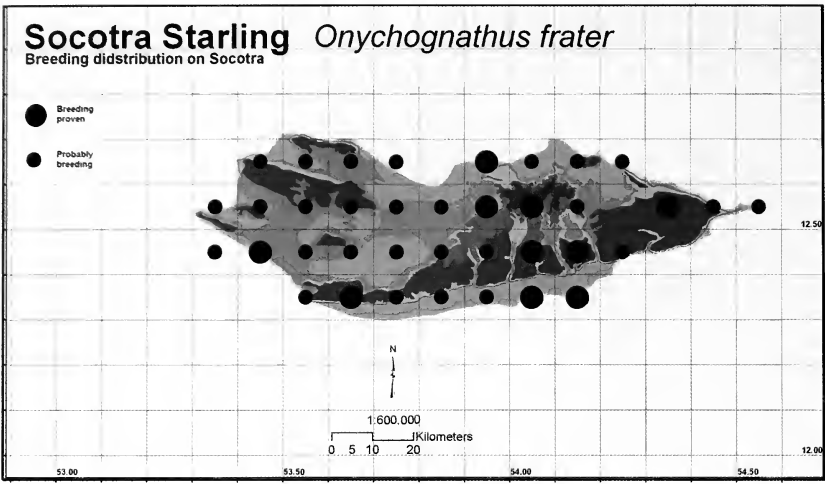 Socotra Starling Onychognathus frater
Breeding didstribution on Socotra
Breeding
proven
Probably
breeding
12.50
N
1:600,000
Kilometers
0 5 10 20
12.00
53.00 53.50 54.00 54.50